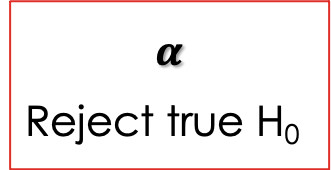 α
Reject true H₀